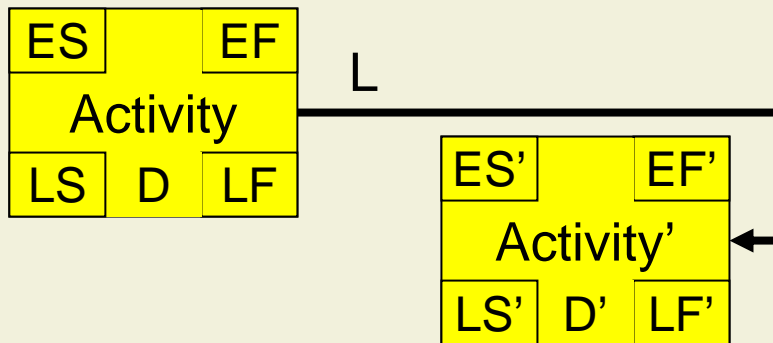 ES EF
L
Activity
LS D LF
ES’ EF’
Activity’
LS’ D’ LF’